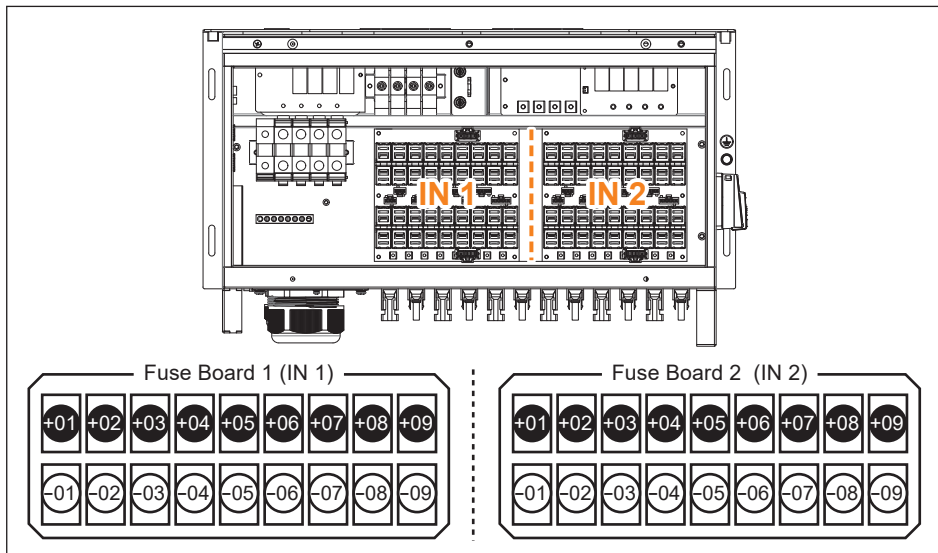 IN 1 IN 2
Fuse Board 1 (IN 1) Fuse Board 2 (IN 2)
+01 +02 +03 +04 +05 +06 +07 +08 +09 +01 +02 +03 +04 +05 +06 +07 +08 +09
−01 −02 −03 −04 −05 −06 −07 −08 −09 −01 −02 −03 −04 −05 −06 −07 −08 −09